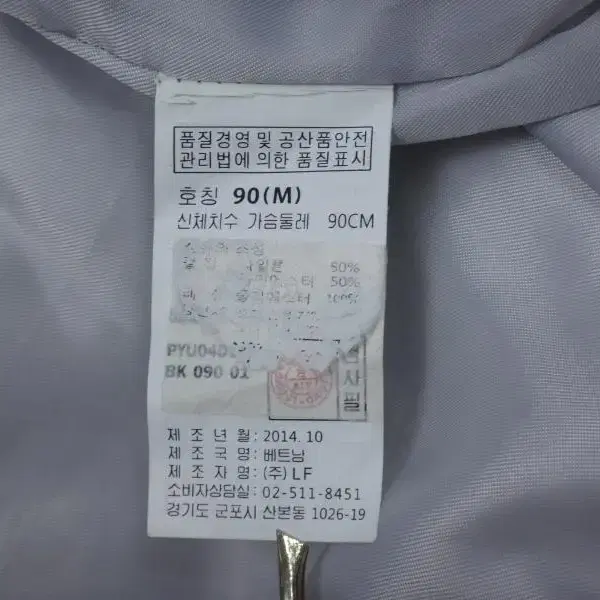 품질경영 및 공산품안전
관리법에 의한 품질표시
호칭 90(M)
신체치수 가슴둘레 90CM
50%
50%
100%
PYU04D
BK 090 01
사필
제 조 년 월: 2014. 10
제 조 국 명: 베트남
제 조 자 명: (주) LF
소비자상담실: 02-511-8451
경기도 군포시 산본동 1026-19